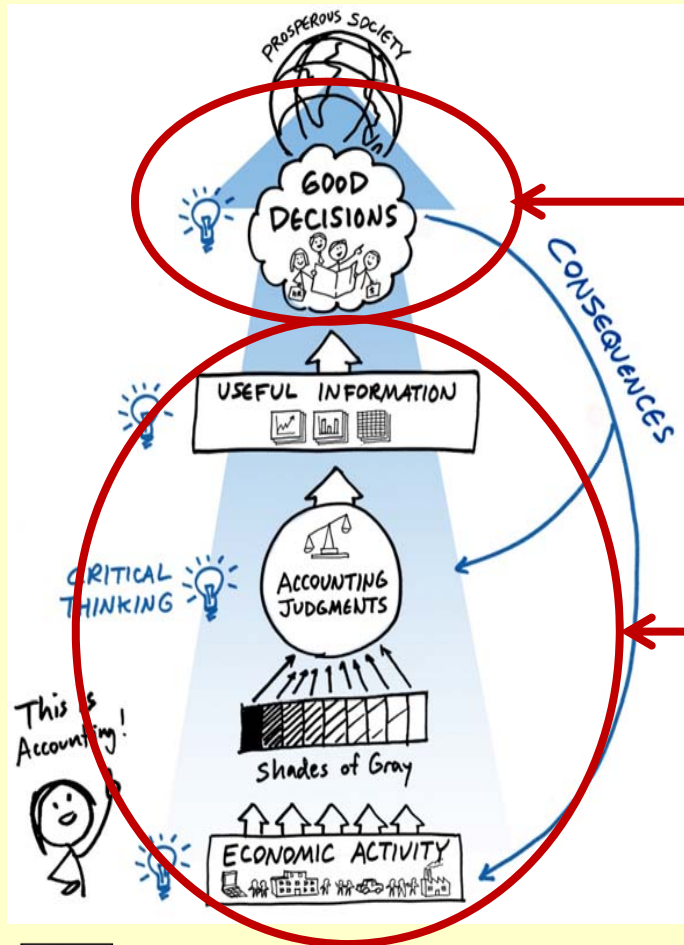 PROSPEROUS SOCIETY
GOOD
DECISIONS
CONSEQUENCES
USEFUL INFORMATION
CRITICAL
THINKING
ACCOUNTING
JUDGMENTS
This is
Accounting!
Shades of Gray
ECONOMIC ACTIVITY